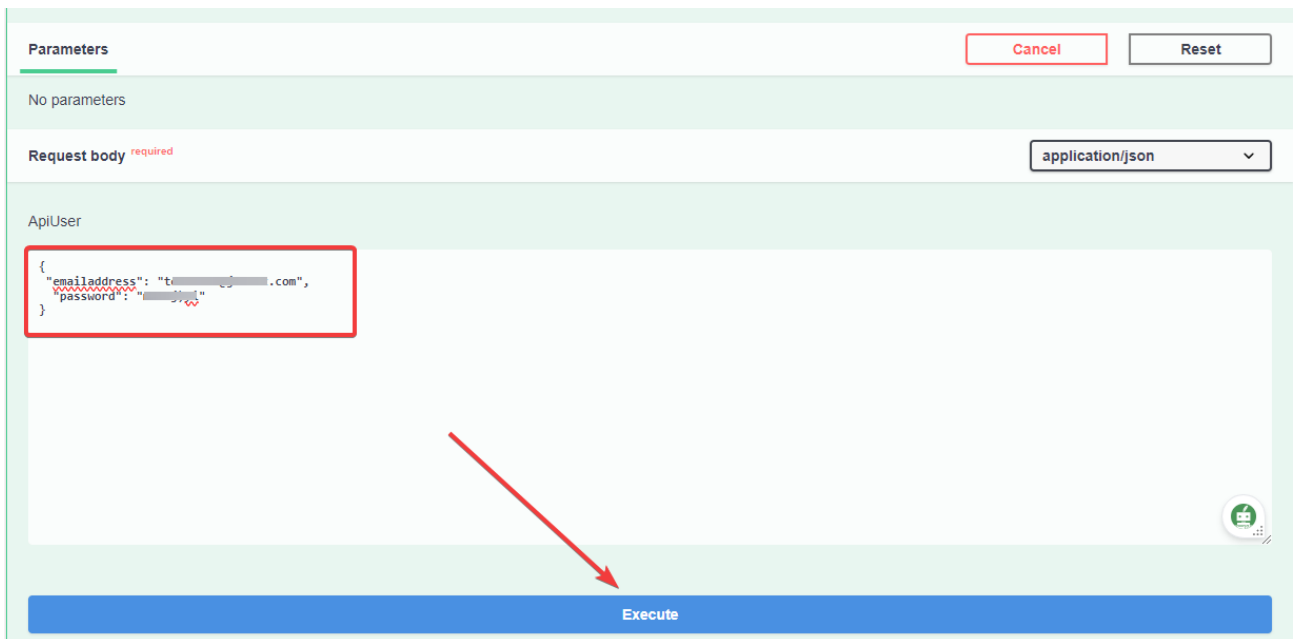 Parameters
Cancel
Reset
No parameters
Request body required
application/json
ApiUser
{
"emailaddress": ".com",
"password": ""
}
Execute